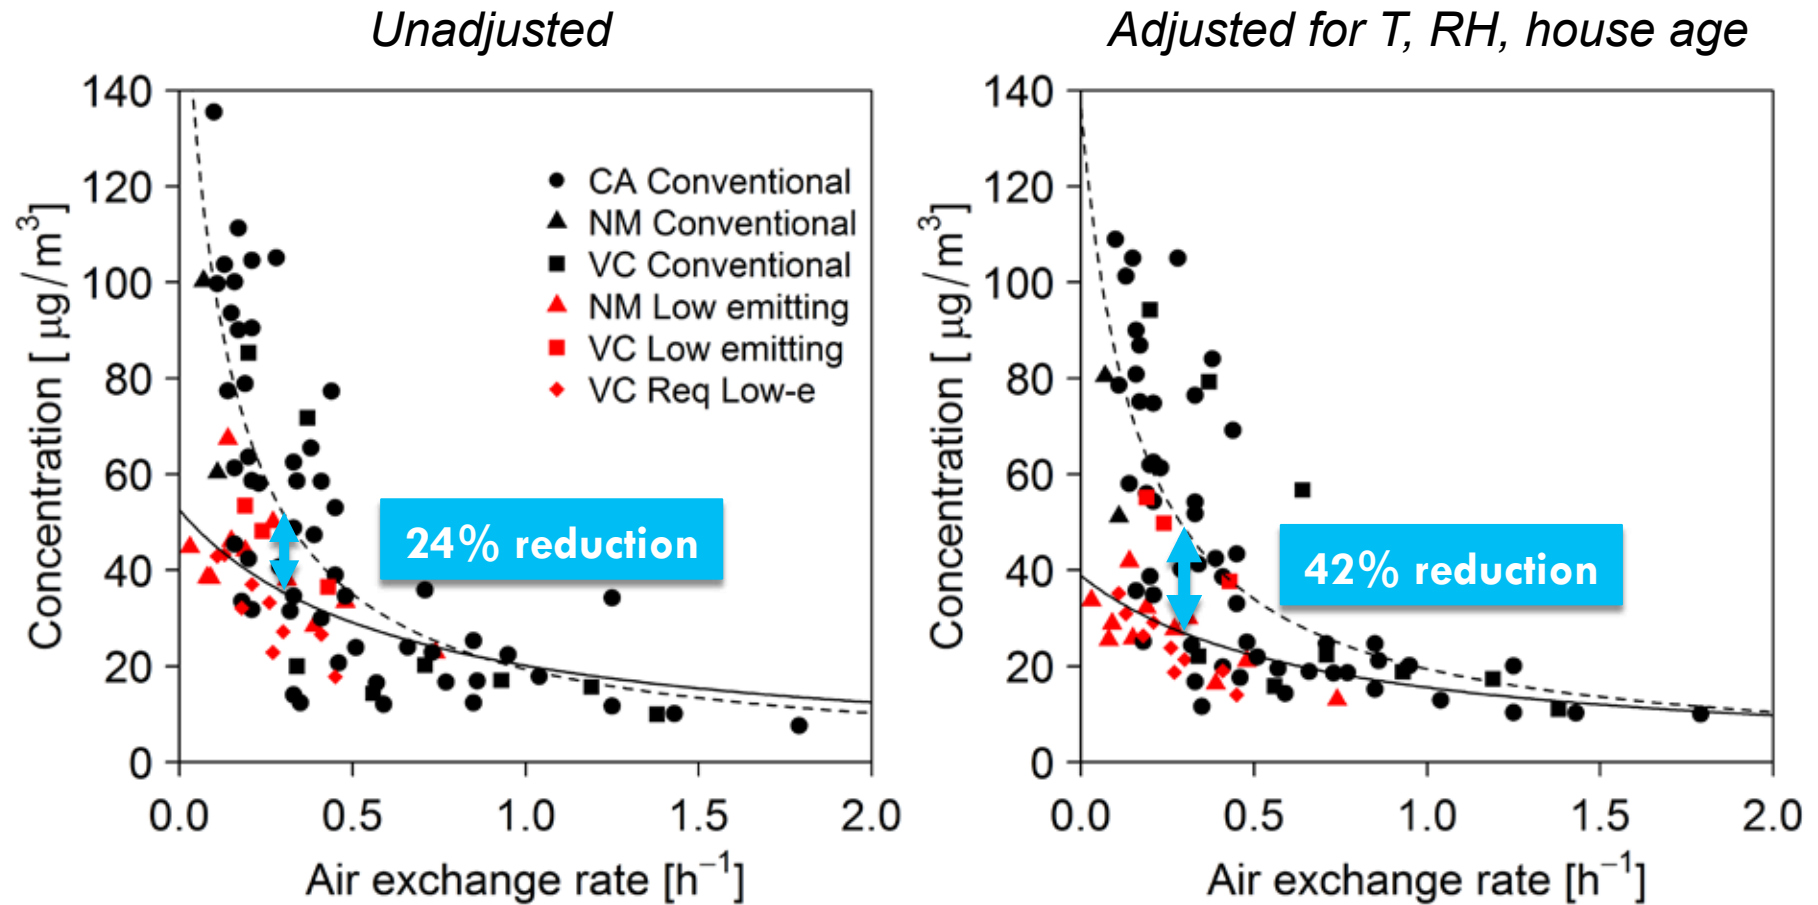 Unadjusted
140
120
100
80
60
40
20
0
Concentration [ μg/m³]
CA Conventional
NM Conventional
VC Conventional
NM Low emitting
VC Low emitting
VC Req Low-e
24% reduction
0.0 0.5 1.0 1.5 2.0
Air exchange rate [h⁻¹]
Adjusted for T, RH, house age
140
120
100
80
60
40
20
0
Concentration [ μg/m³]
42% reduction
0.0 0.5 1.0 1.5 2.0
Air exchange rate [h⁻¹]